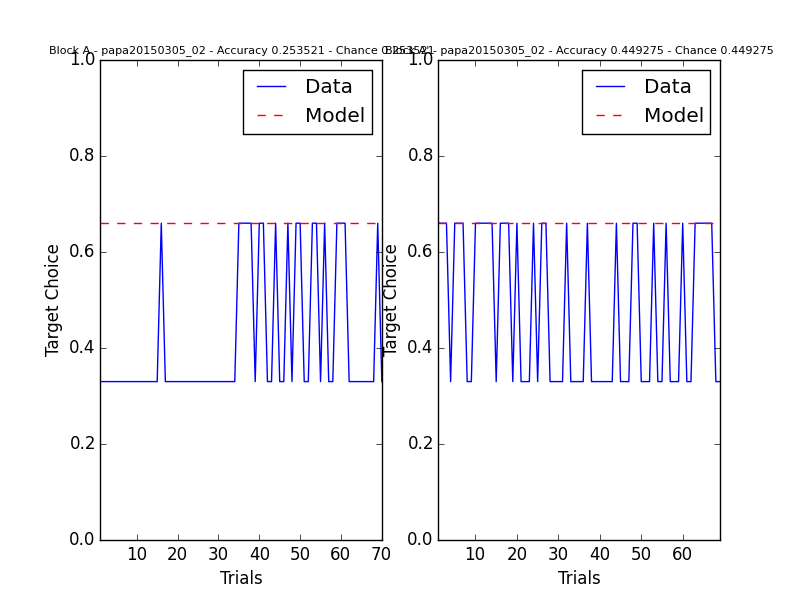 Block A - papa20150305_02 - Accuracy 0.253521 - Chance 0.253521
Block A - papa20150305_02 - Accuracy 0.449275 - Chance 0.449275
1.0
0.8
0.6
0.4
0.2
0.0
Target Choice
Data
Model
10 20 30 40 50 60 70
Trials
1.0
0.8
0.6
0.4
0.2
0.0
Target Choice
Data
Model
10 20 30 40 50 60
Trials